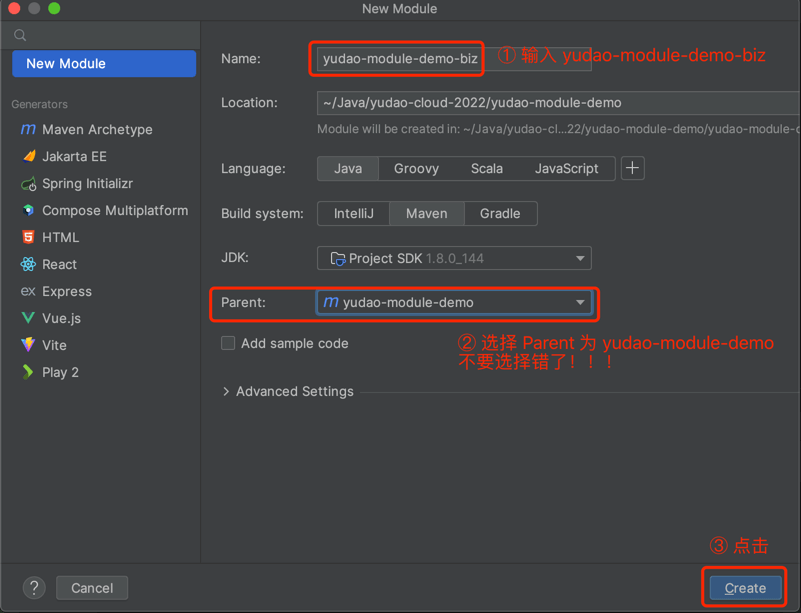 New Module
New Module
Generators
Maven Archetype
Jakarta EE
Spring Initializr
Compose Multiplatform
HTML
React
Express
Vue.js
Vite
Play 2
Name:
yudao-module-demo-biz
① 输入 yudao-module-demo-biz
Location:
~/Java/yudao-cloud-2022/yudao-module-demo
Module will be created in: ~/Java/yudao-cl...22/yudao-module-demo/yudao-module-d
Language:
Java Groovy Scala JavaScript
Build system:
IntelliJ Maven Gradle
JDK:
Project SDK 1.8.0_144
Parent:
yudao-module-demo
Add sample code
② 选择 Parent 为 yudao-module-demo
不要选择错了！！！
Advanced Settings
③ 点击
? Cancel Create